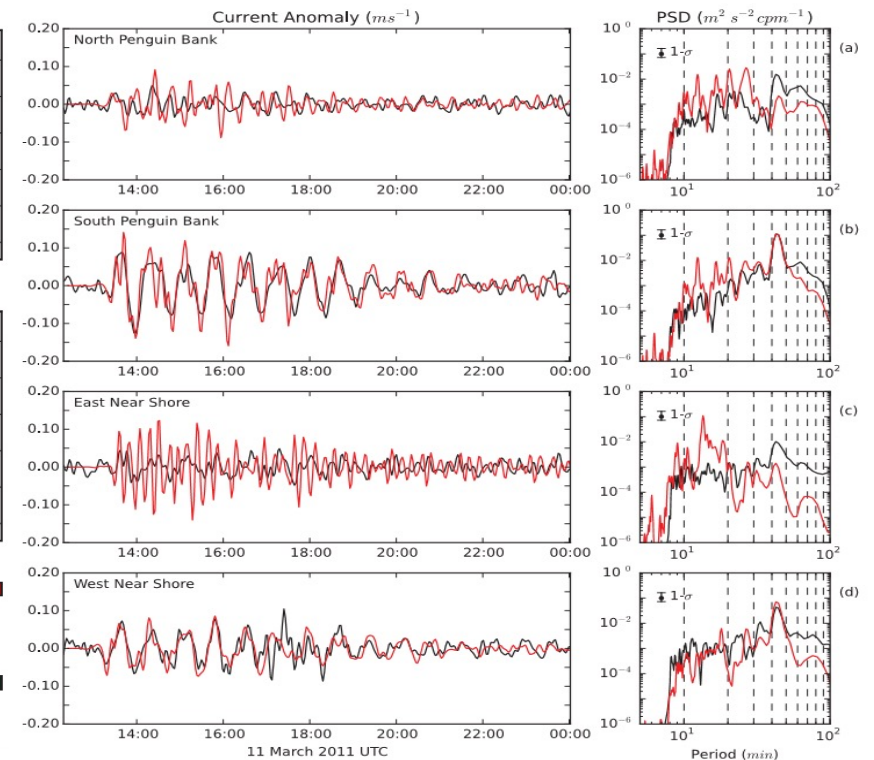 Current Anomaly (ms⁻¹)
PSD (m² s⁻² cpm⁻¹)
0.20
0.10
0.00
-0.10
-0.20
North Penguin Bank
14:00 16:00 18:00 20:00 22:00 00:00
10⁰
10⁻²
10⁻⁴
10⁻⁶
1-σ
10¹ 10²
(a)
0.20
0.10
0.00
-0.10
-0.20
South Penguin Bank
14:00 16:00 18:00 20:00 22:00 00:00
10⁰
10⁻²
10⁻⁴
10⁻⁶
1-σ
10¹ 10²
(b)
0.20
0.10
0.00
-0.10
-0.20
East Near Shore
14:00 16:00 18:00 20:00 22:00 00:00
10⁰
10⁻²
10⁻⁴
10⁻⁶
1-σ
10¹ 10²
(c)
0.20
0.10
0.00
-0.10
-0.20
West Near Shore
14:00 16:00 18:00 20:00 22:00 00:00
11 March 2011 UTC
10⁰
10⁻²
10⁻⁴
10⁻⁶
1-σ
10¹ 10²
Period (min)
(d)